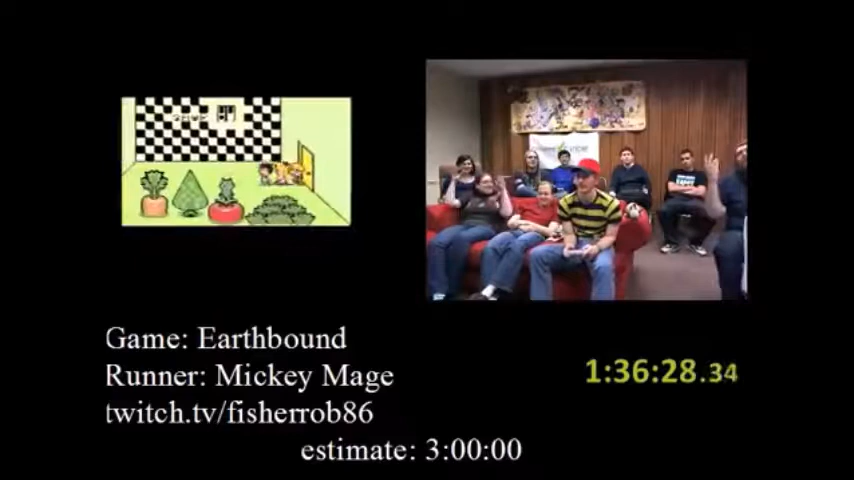 Game: Earthbound
Runner: Mickey Mage
twitch.tv/fisherrob86
1:36:28.34
estimate: 3:00:00